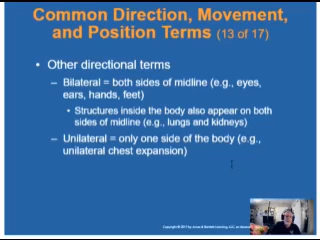 Common Direction, Movement,
and Position Terms (13 of 17)
• Other directional terms
– Bilateral = both sides of midline (e.g., eyes,
ears, hands, feet)
• Structures inside the body also appear on both
sides of midline (e.g., lungs and kidneys)
– Unilateral = only one side of the body (e.g.,
unilateral chest expansion)
Copyright © 2017 by Jones & Bartlett Learning, LLC, an Ascend